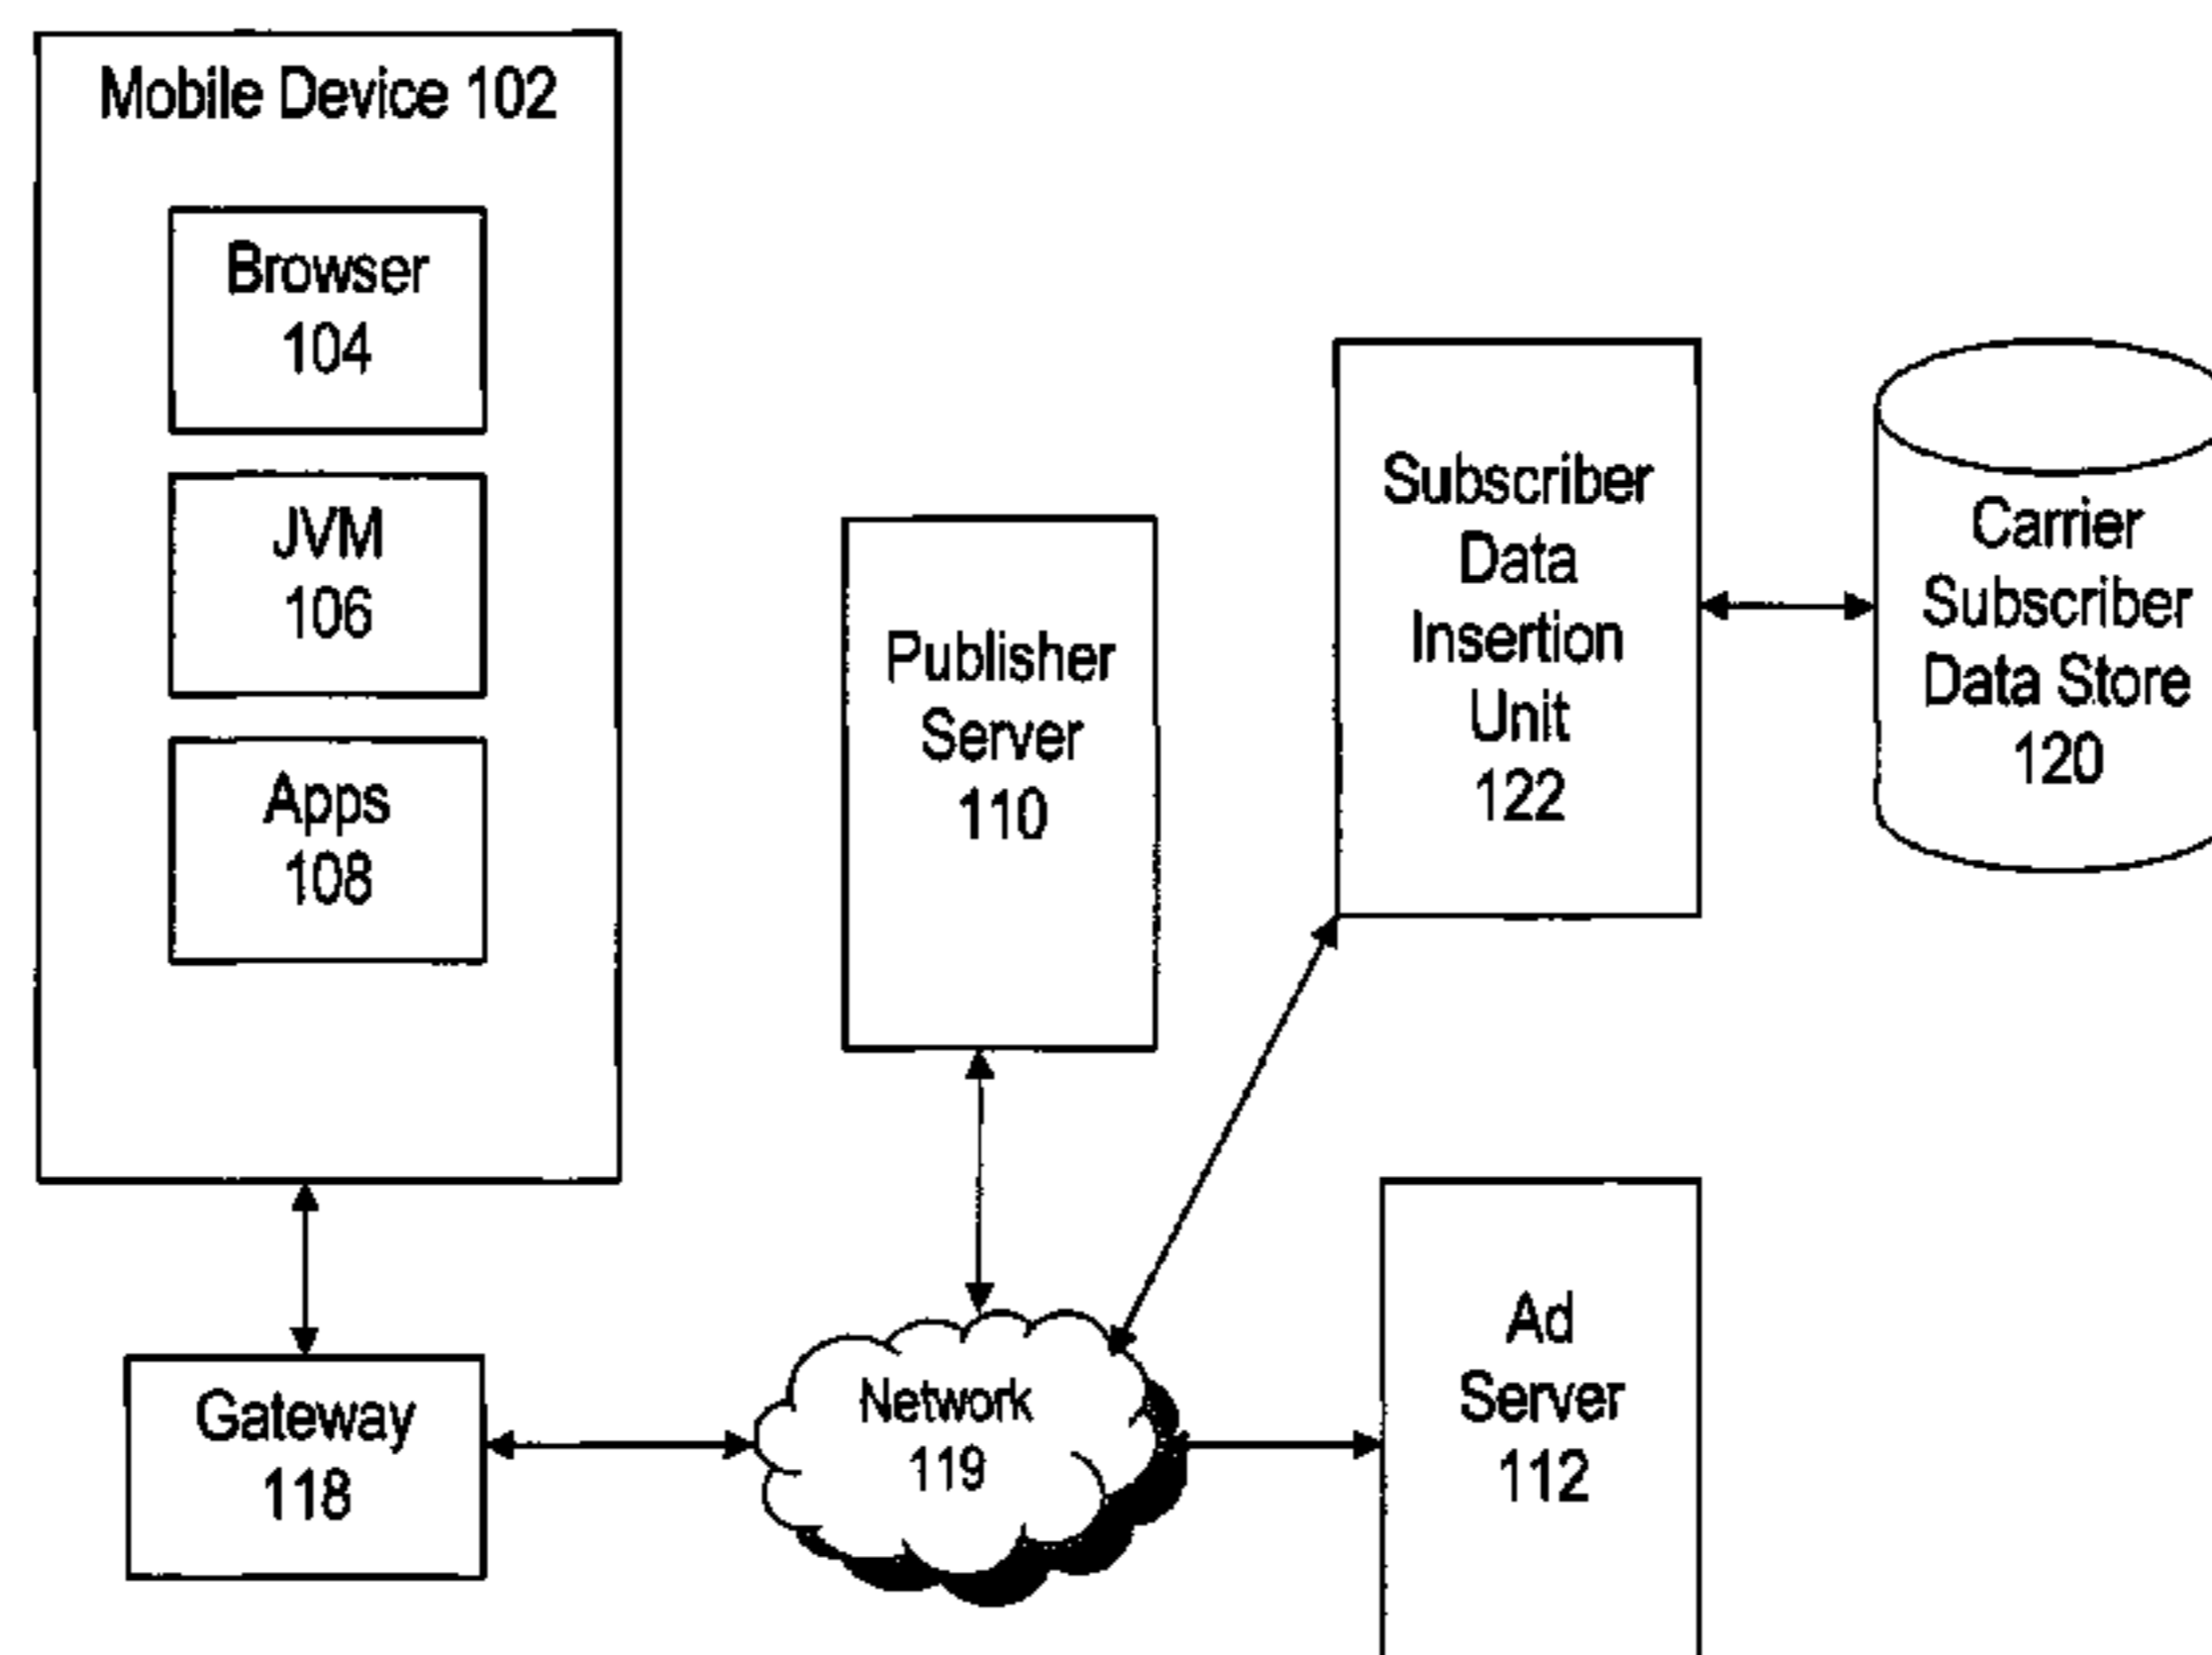 Mobile Device 102
Browser
104
JVM
106
Apps
108
Publisher
Server
110
Subscriber
Data
Insertion
Unit
122
Carrier
Subscriber
Data Store
120
Gateway
118
Network
119
Ad
Server
112